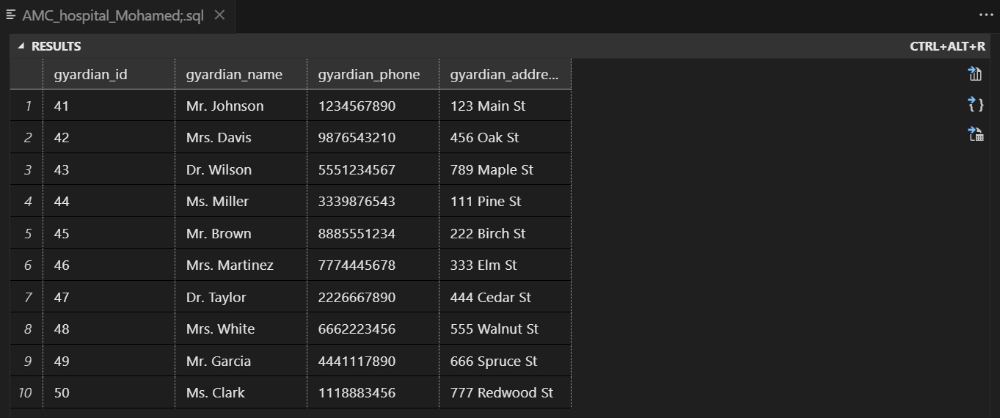 AMC_hospital_Mohamed;.sql
RESULTS CTRL+ALT+R
gyardian_id gyardian_name gyardian_phone gyardian_addre...
1 41 Mr. Johnson 1234567890 123 Main St
2 42 Mrs. Davis 9876543210 456 Oak St
3 43 Dr. Wilson 5551234567 789 Maple St
4 44 Ms. Miller 3339876543 111 Pine St
5 45 Mr. Brown 8885551234 222 Birch St
6 46 Mrs. Martinez 7774445678 333 Elm St
7 47 Dr. Taylor 2226667890 444 Cedar St
8 48 Mrs. White 6662223456 555 Walnut St
9 49 Mr. Garcia 4441117890 666 Spruce St
10 50 Ms. Clark 1118883456 777 Redwood St